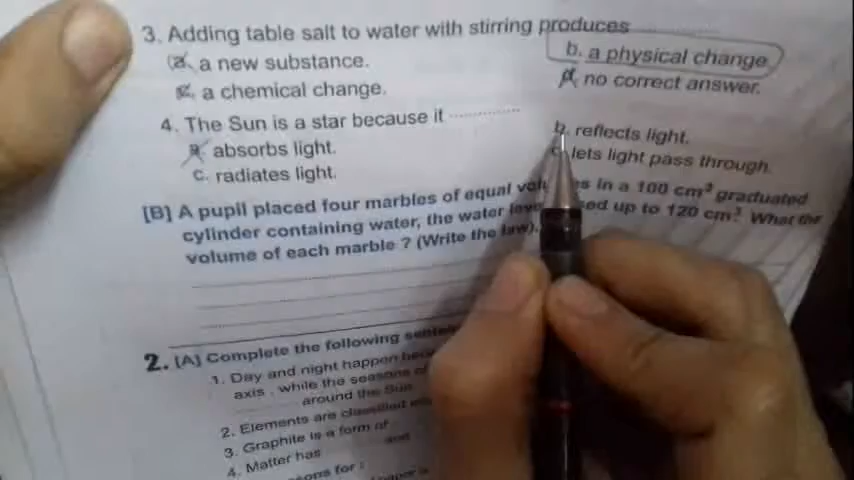 3. Adding table salt to water with stirring produces
a. a new substance. b. a physical change.
c. a chemical change. d. no correct answer.
4. The Sun is a star because it
a. absorbs light. b. reflects light.
c. radiates light. lets light pass through.
[B] A pupil placed four marbles of equal in a 100 cm³ graduated
cylinder containing water, the water up to 120 cm³. What the
volume of each marble ? (Write the law).
2. [A] Complete the following
1. Day and night happen
axis , while the seasons of
around the Sun.
2. Elements are classified
3. Graphite is a form of
4. Matter has and
for :